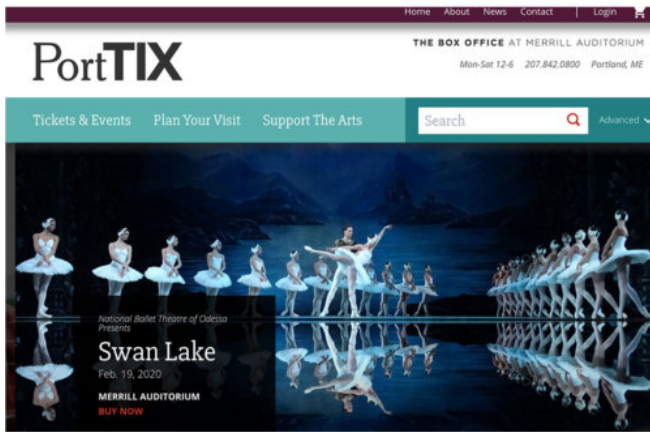 Home About News Contact | Login
PortTIX
THE BOX OFFICE AT MERRILL AUDITORIUM
Mon-Sat 12-6 207.842.0800 Portland, ME
Tickets & Events Plan Your Visit Support The Arts Search Advanced
National Ballet Theatre of Odessa
Presents
Swan Lake
Feb. 19, 2020
MERRILL AUDITORIUM
BUY NOW